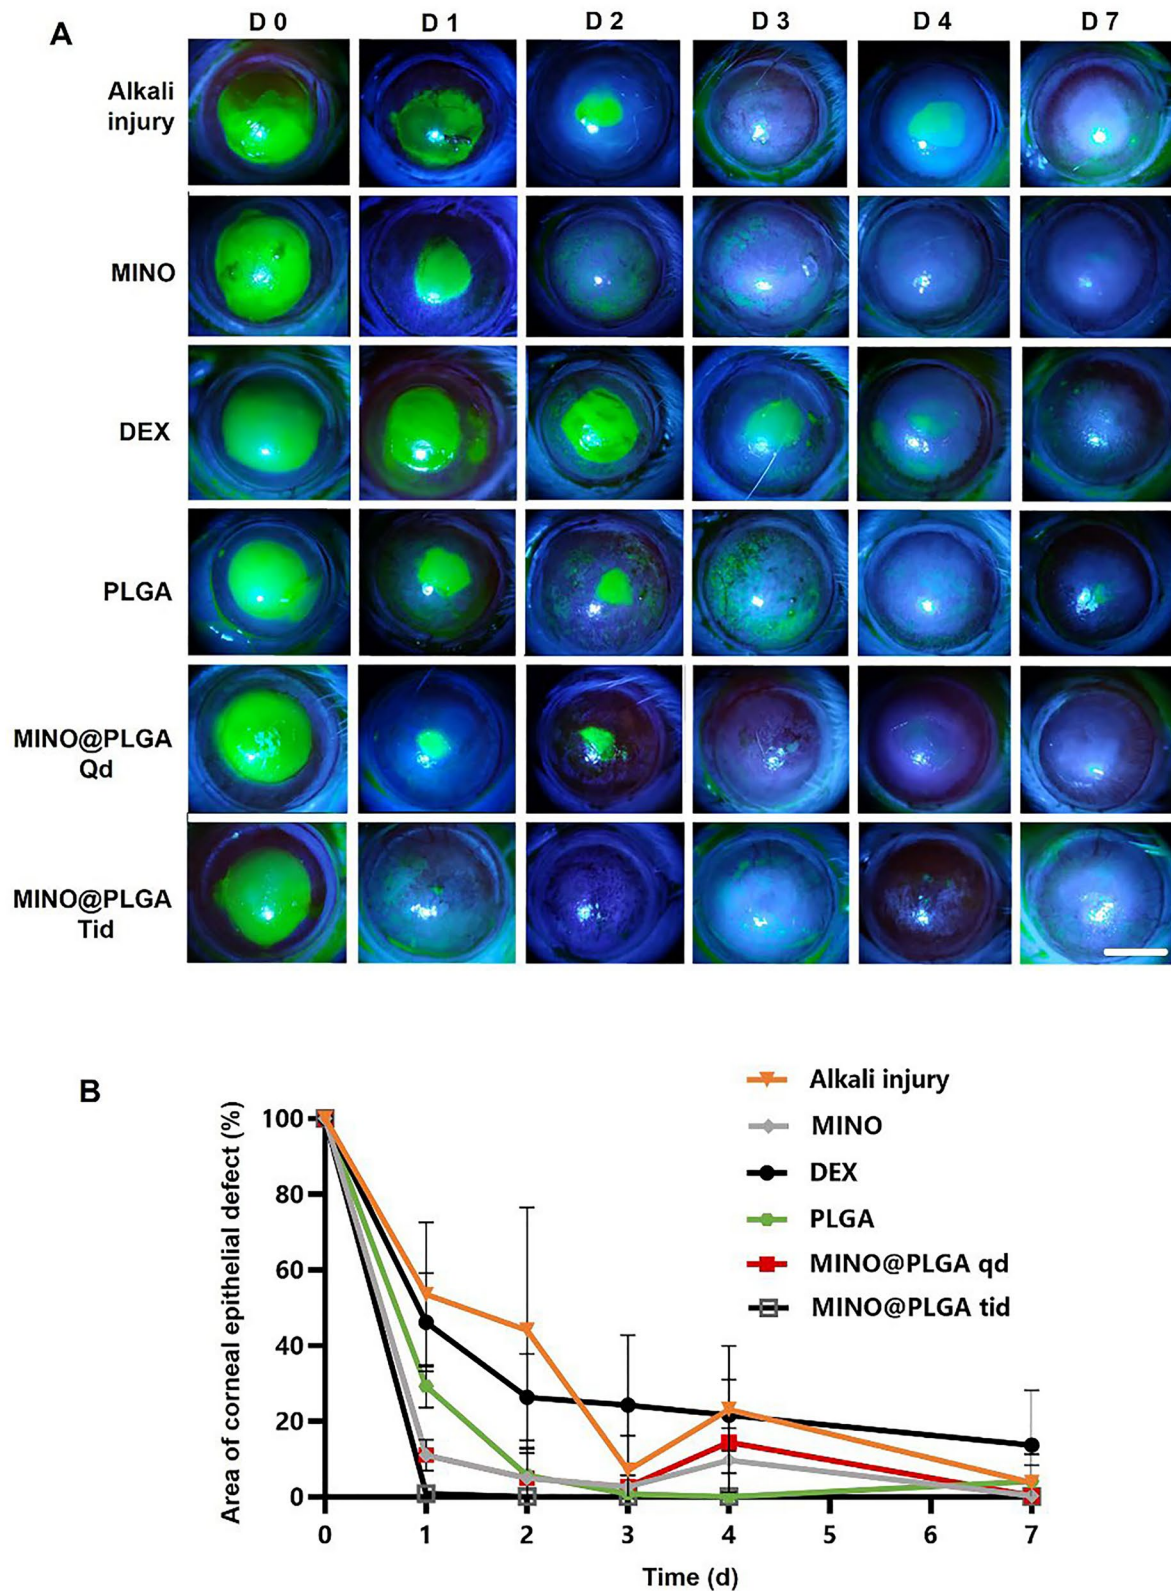 A
D 0 D 1 D 2 D 3 D 4 D 7
Alkali
injury
MINO
DEX
PLGA
MINO@PLGA
Qd
MINO@PLGA
Tid
B
Area of corneal epithelial defect (%)
100
80
60
40
20
0
0 1 2 3 4 5 6 7
Time (d)
Alkali injury
MINO
DEX
PLGA
MINO@PLGA qd
MINO@PLGA tid